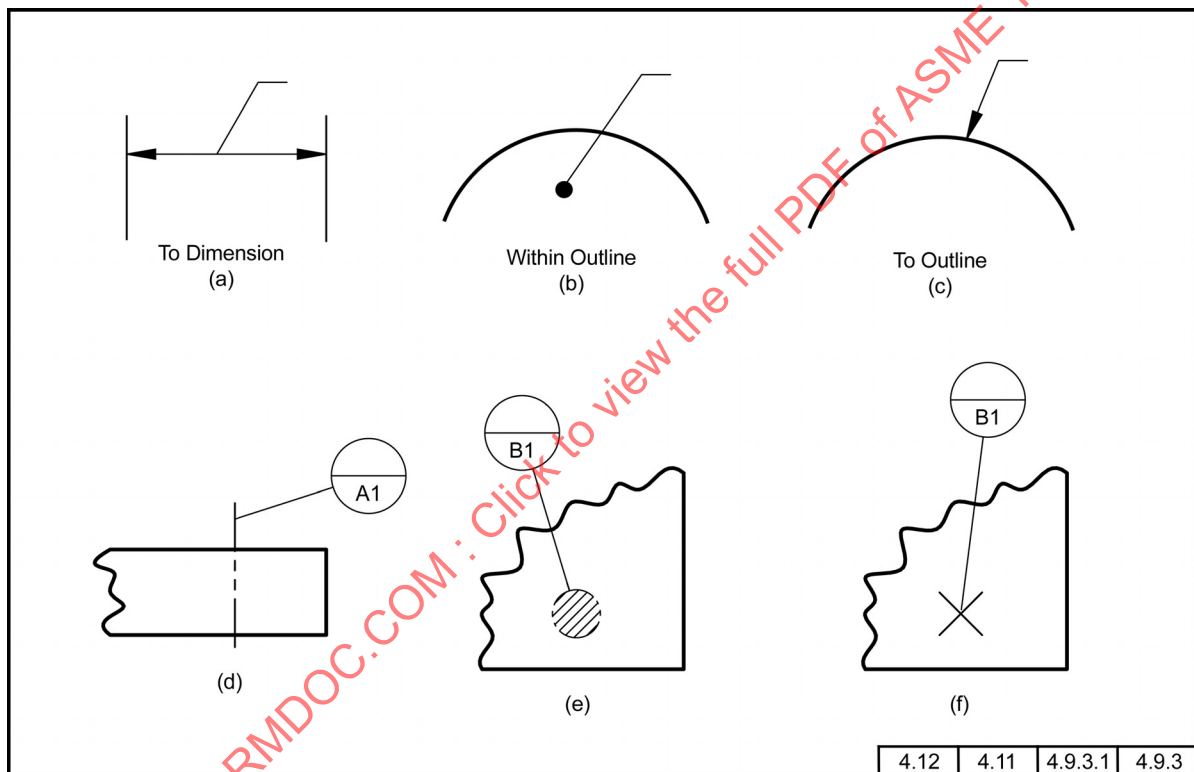 To Dimension
(a)
Within Outline
(b)
To Outline
(c)
A1
(d)
B1
(e)
B1
(f)
4.12 4.11 4.9.3.1 4.9.3
RMDOC.COM : Click to view the full PDF of ASME